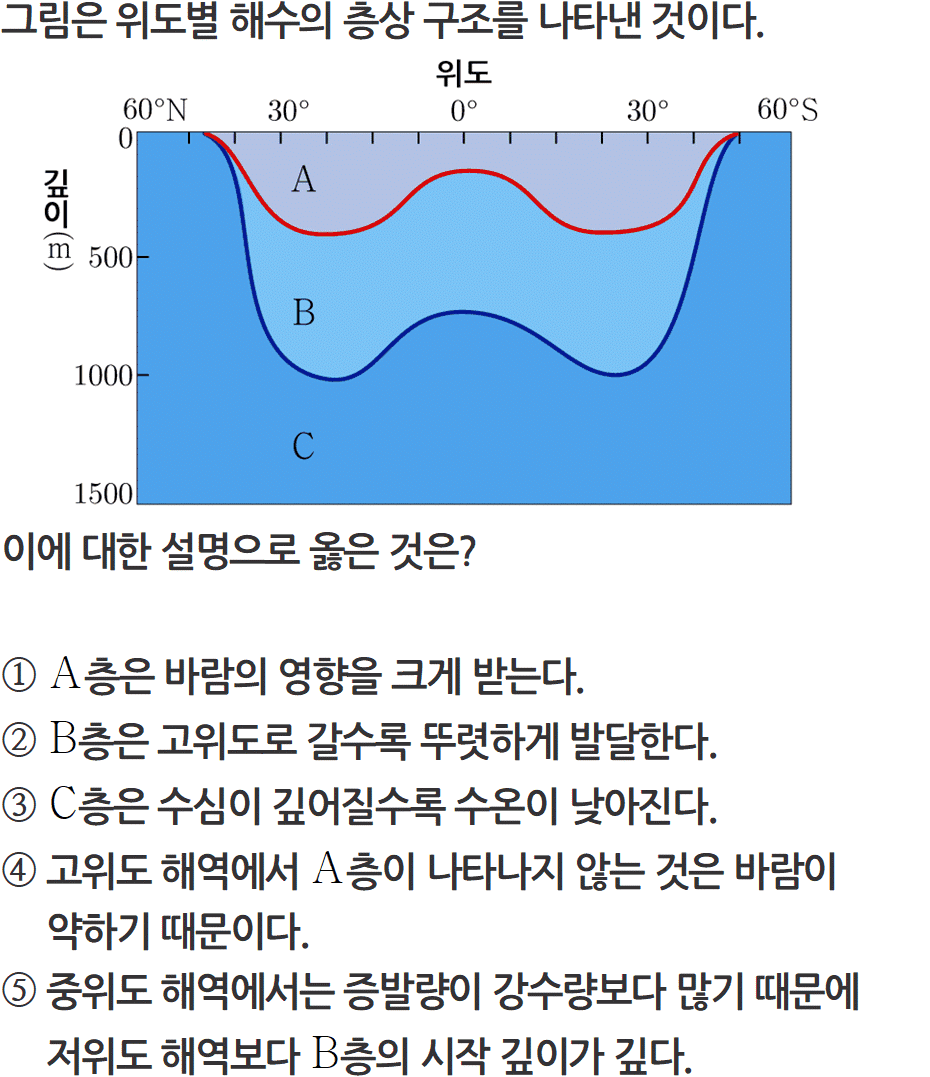 그림은 위도별 해수의 층상 구조를 나타낸 것이다.
위도
60°N 30° 0° 30° 60°S
0
A
깊이(m)
500
B
1000
C
1500
이에 대한 설명으로 옳은 것은?
① A층은 바람의 영향을 크게 받는다.
② B층은 고위도로 갈수록 뚜렷하게 발달한다.
③ C층은 수심이 깊어질수록 수온이 낮아진다.
④ 고위도 해역에서 A층이 나타나지 않는 것은 바람이
약하기 때문이다.
⑤ 중위도 해역에서는 증발량이 강수량보다 많기 때문에
저위도 해역보다 B층의 시작 깊이가 깊다.